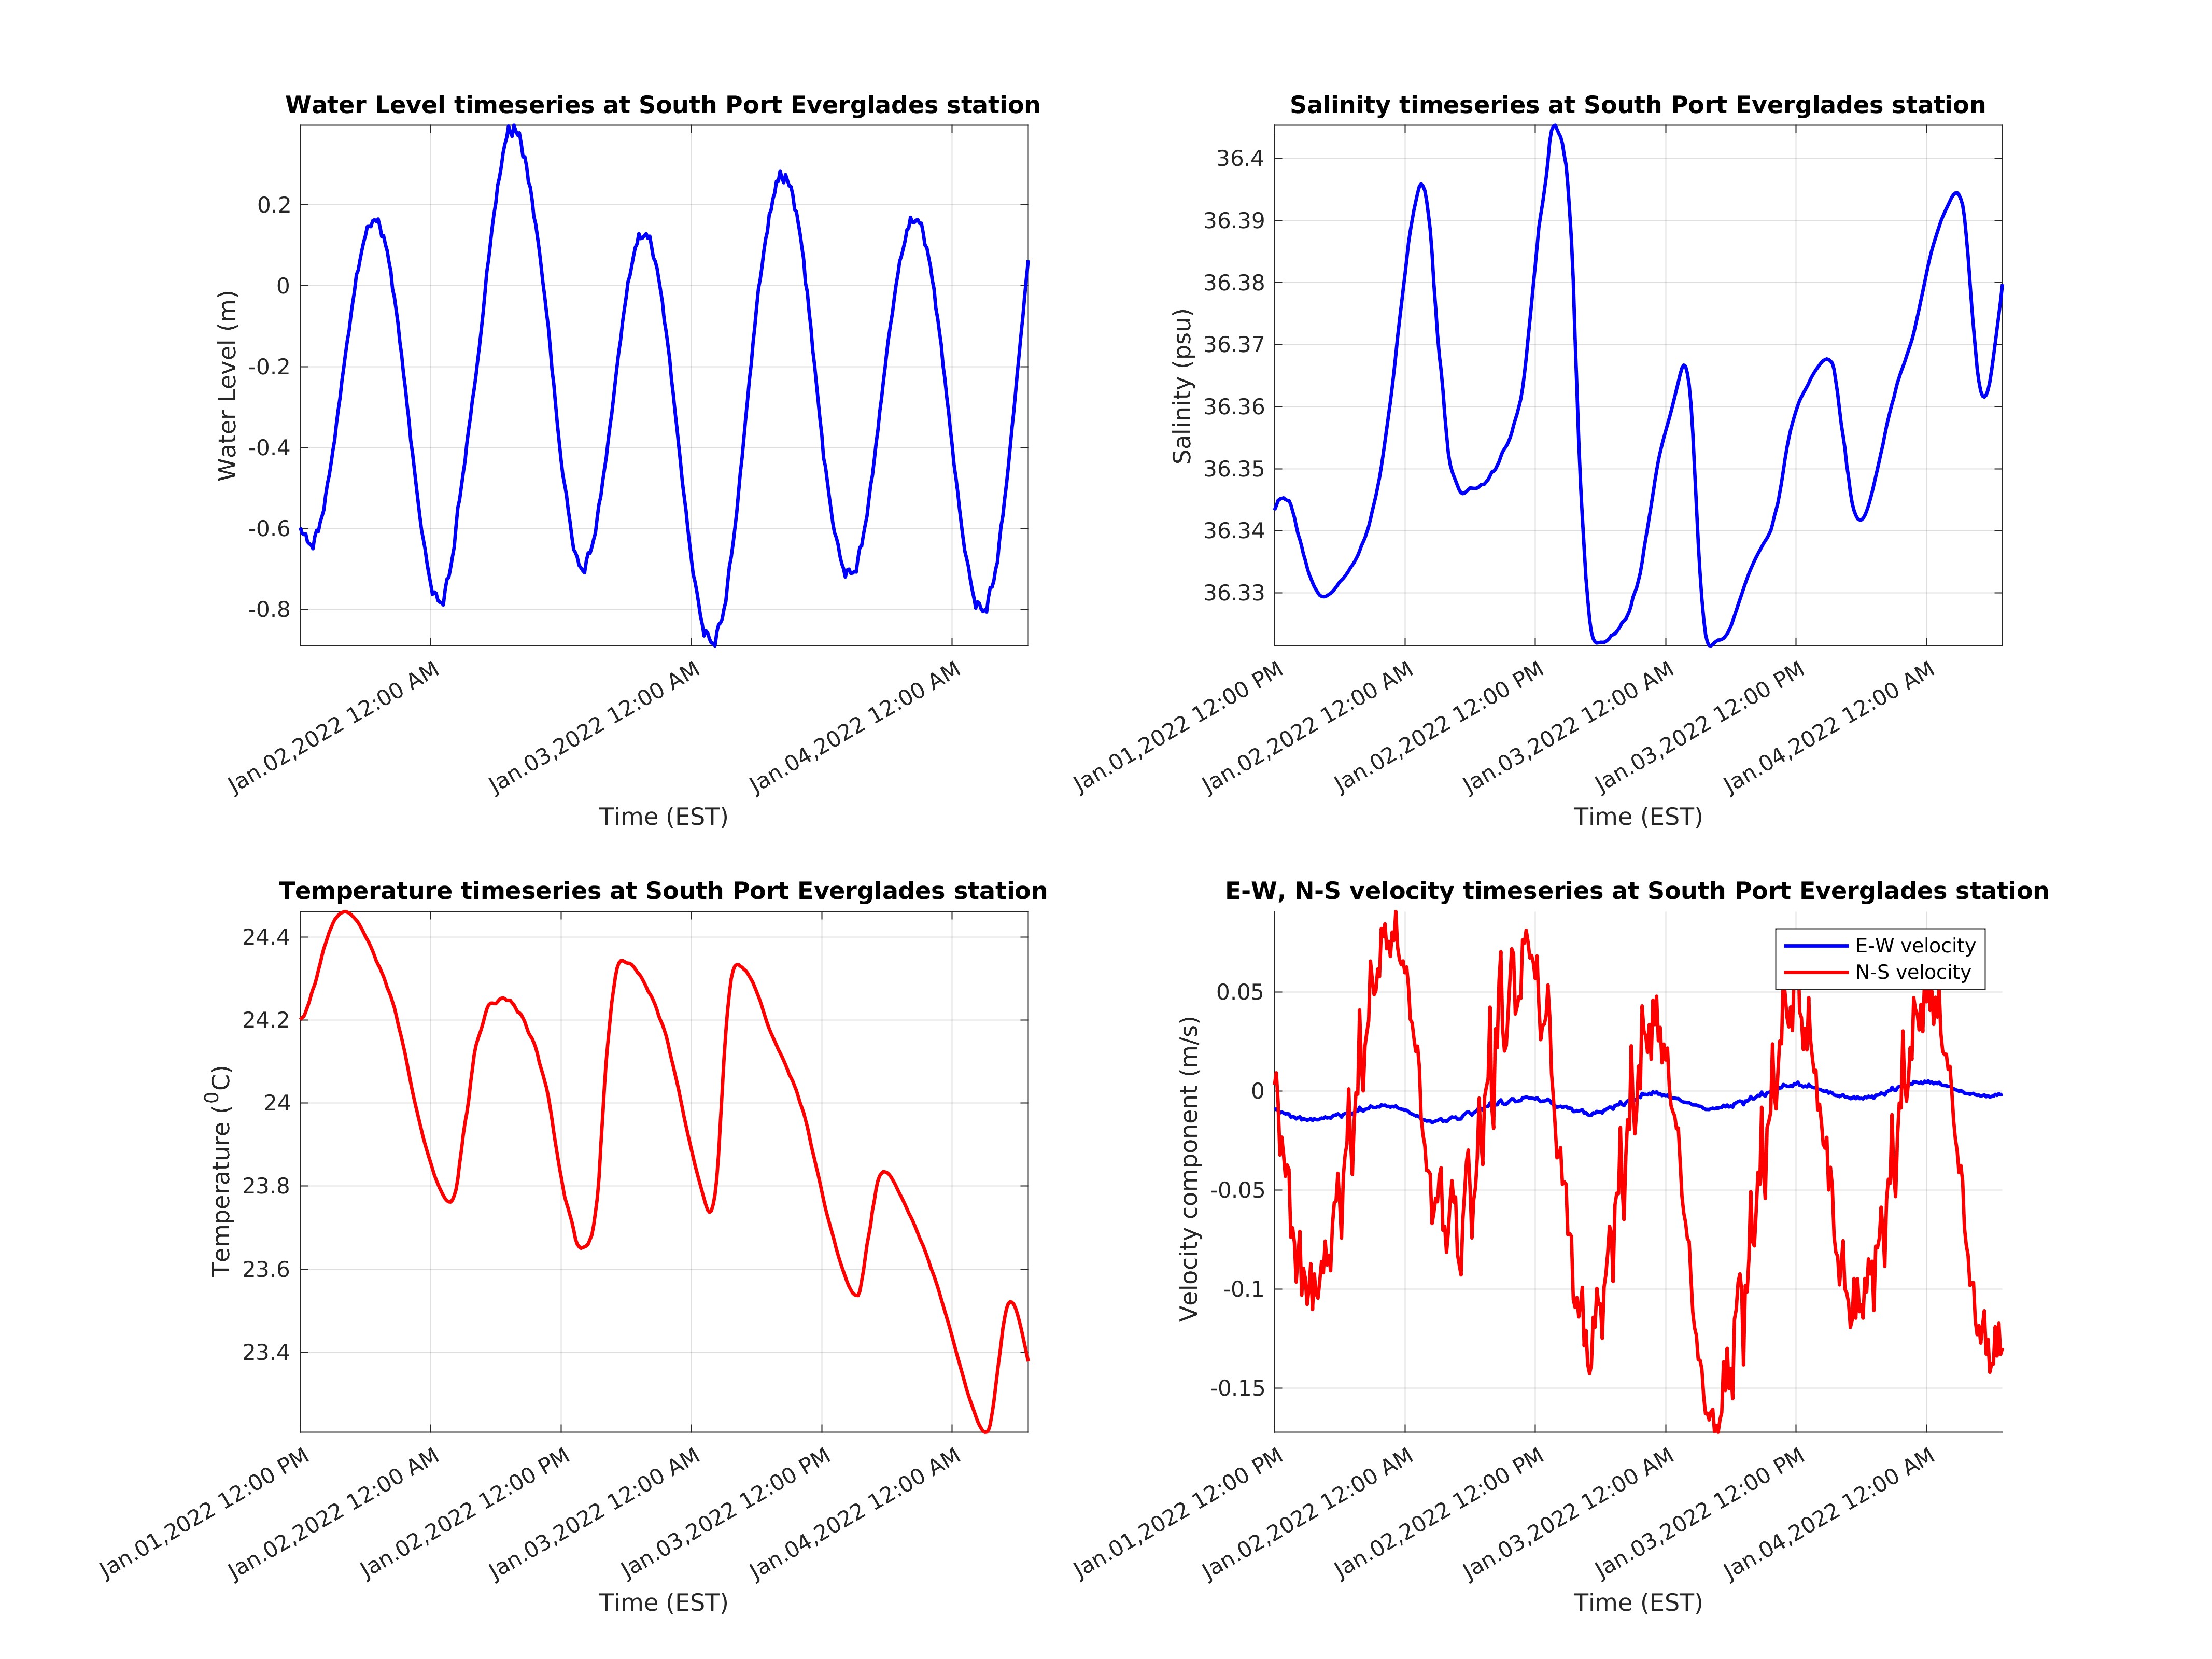 Water Level timeseries at South Port Everglades station
Water Level (m)
0.2
0
-0.2
-0.4
-0.6
-0.8
Jan.02,2022 12:00 AM
Jan.03,2022 12:00 AM
Jan.04,2022 12:00 AM
Time (EST)
Salinity timeseries at South Port Everglades station
Salinity (psu)
36.4
36.39
36.38
36.37
36.36
36.35
36.34
36.33
Jan.01,2022 12:00 PM
Jan.02,2022 12:00 AM
Jan.02,2022 12:00 PM
Jan.03,2022 12:00 AM
Jan.03,2022 12:00 PM
Jan.04,2022 12:00 AM
Time (EST)
Temperature timeseries at South Port Everglades station
Temperature (⁰C)
24.4
24.2
24
23.8
23.6
23.4
Jan.01,2022 12:00 PM
Jan.02,2022 12:00 AM
Jan.02,2022 12:00 PM
Jan.03,2022 12:00 AM
Jan.03,2022 12:00 PM
Jan.04,2022 12:00 AM
Time (EST)
E-W, N-S velocity timeseries at South Port Everglades station
E-W velocity
N-S velocity
Velocity component (m/s)
0.05
0
-0.05
-0.1
-0.15
Jan.01,2022 12:00 PM
Jan.02,2022 12:00 AM
Jan.02,2022 12:00 PM
Jan.03,2022 12:00 AM
Jan.03,2022 12:00 PM
Jan.04,2022 12:00 AM
Time (EST)